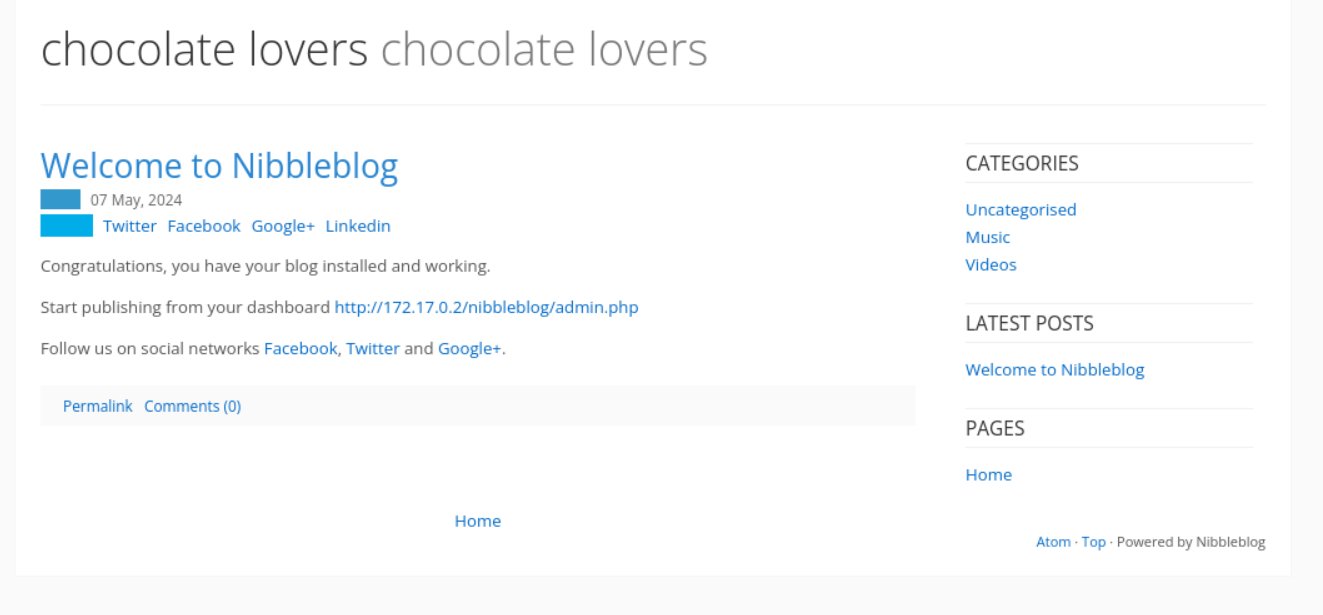 chocolate lovers chocolate lovers
Welcome to Nibbleblog
07 May, 2024
Twitter Facebook Google+ Linkedin
Congratulations, you have your blog installed and working.
Start publishing from your dashboard http://172.17.0.2/nibbleblog/admin.php
Follow us on social networks Facebook, Twitter and Google+.
Permalink Comments (0)
Home
CATEGORIES
Uncategorised
Music
Videos
LATEST POSTS
Welcome to Nibbleblog
PAGES
Home
Atom · Top · Powered by Nibbleblog